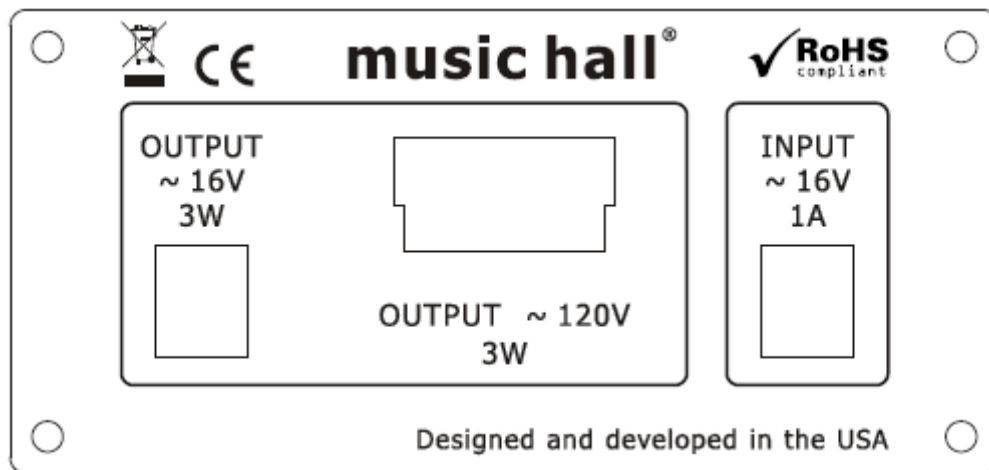 CE
music hall®
RoHS
compliant
OUTPUT
~ 16V
3W
OUTPUT ~ 120V
3W
INPUT
~ 16V
1A
Designed and developed in the USA